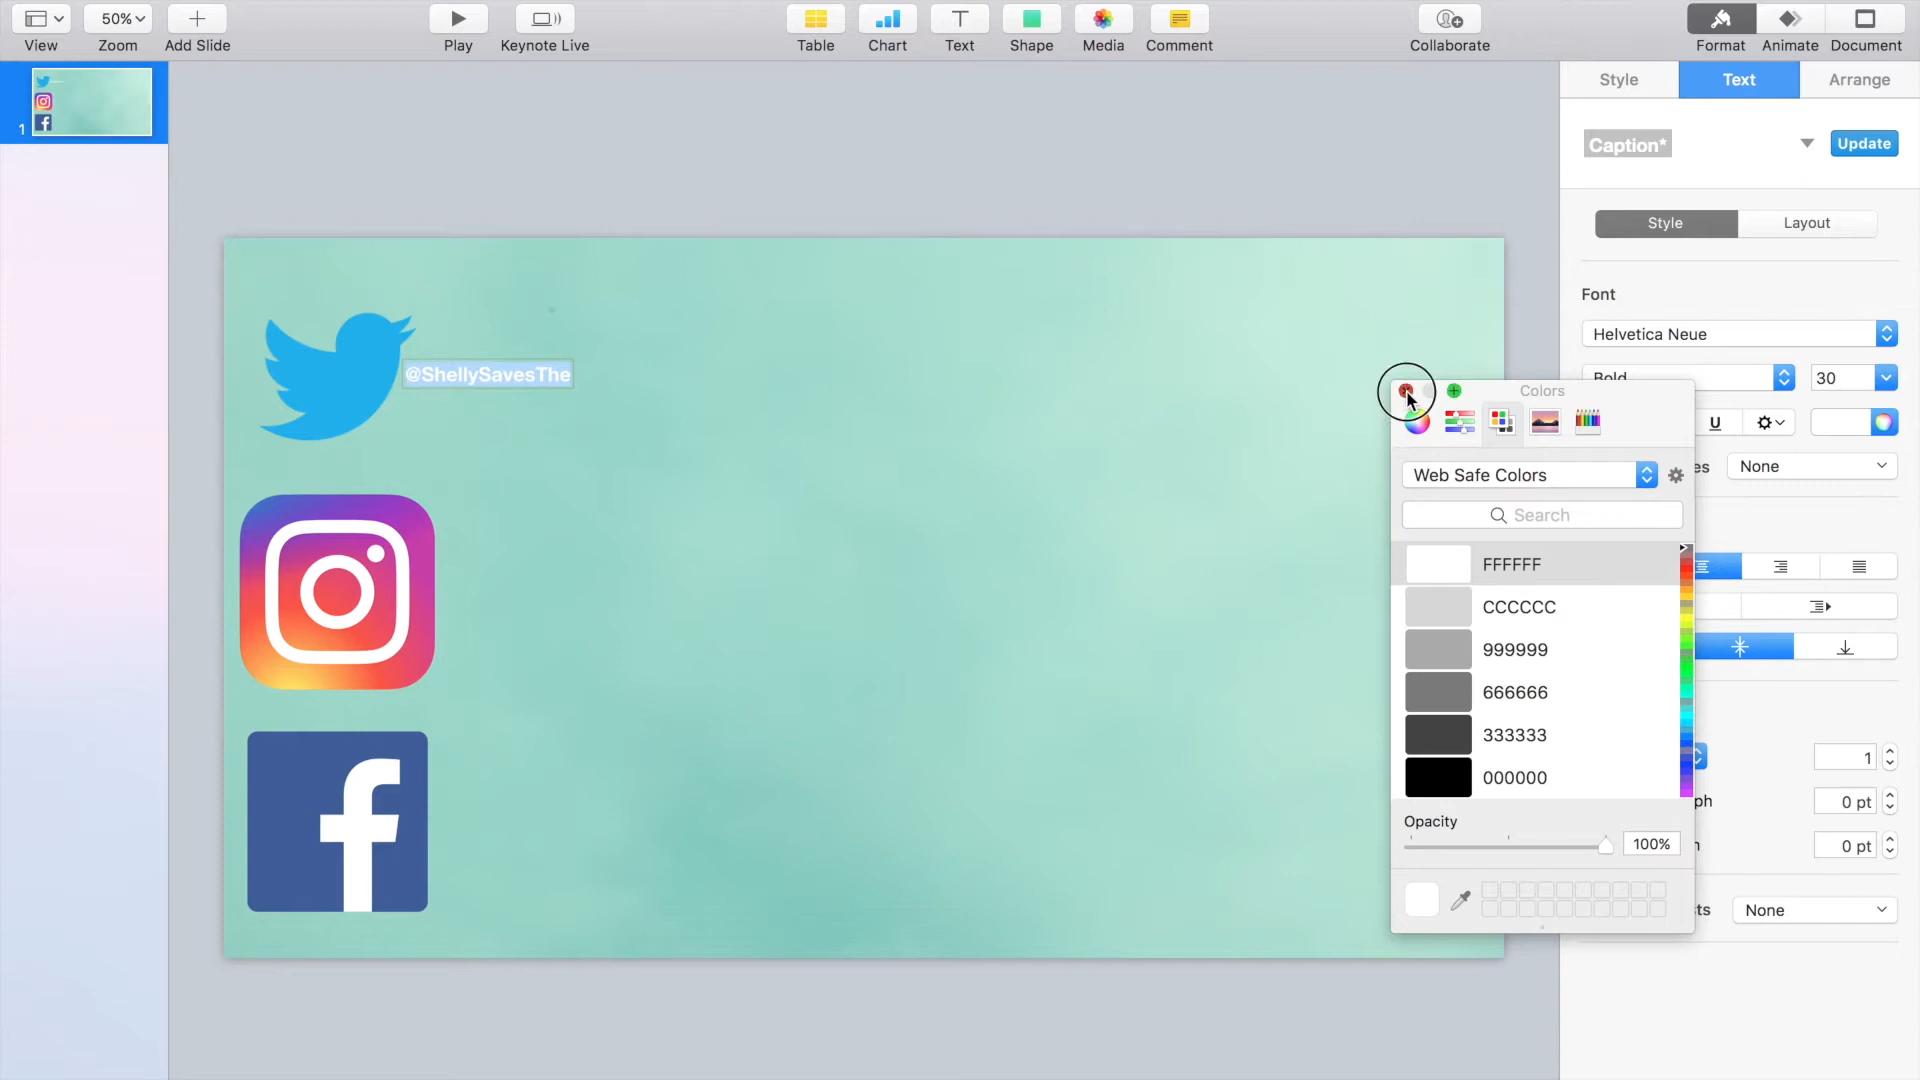 50%
View
Zoom
Add Slide
Play
Keynote Live
Table
Chart
Text
Shape
Media
Comment
Collaborate
Format
Animate
Document
1
Style
Text
Arrange
Caption*
Update
Style
Layout
Font
Helvetica Neue
Bold
30
U
None
@ShellySavesThe
Colors
Web Safe Colors
Search
FFFFFF
CCCCCC
999999
666666
333333
000000
Opacity
100%
1
0 pt
0 pt
None